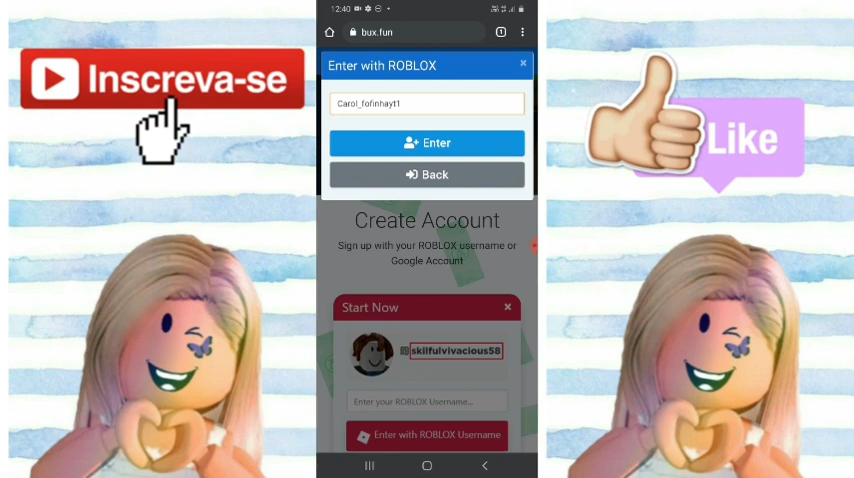 Inscreva-se
12:40
bux.fun
1
Enter with ROBLOX
×
Carol_fofinhayt1
Enter
Back
Like
Create Account
Sign up with your ROBLOX username or
Google Account
Start Now
×
@skilfulvivacious58
Enter your ROBLOX Username...
Enter with ROBLOX Username